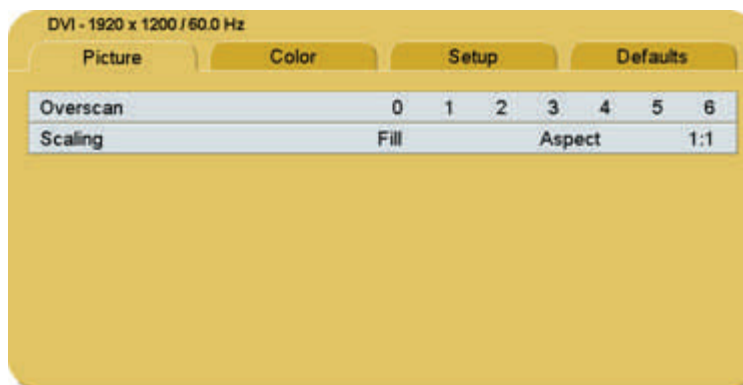 DVI - 1920 x 1200 / 60.0 Hz
Picture Color Setup Defaults
Overscan 0 1 2 3 4 5 6
Scaling Fill Aspect 1:1